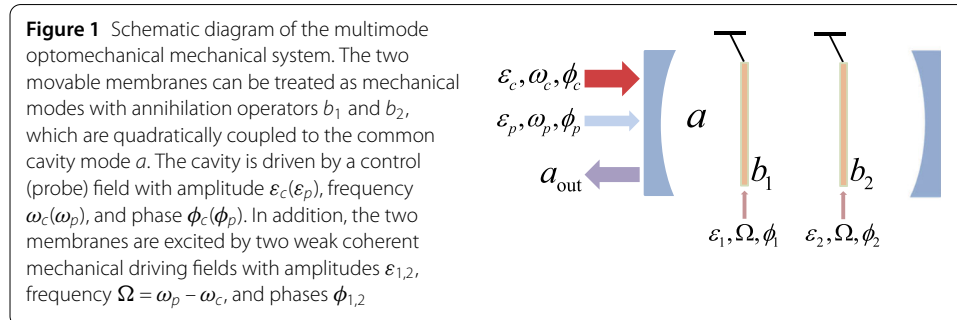 Figure 1 Schematic diagram of the multimode
optomechanical mechanical system. The two
movable membranes can be treated as mechanical
modes with annihilation operators b₁ and b₂,
which are quadratically coupled to the common
cavity mode a. The cavity is driven by a control
(probe) field with amplitude εc(εp), frequency
ωc(ωp), and phase ϕc(ϕp). In addition, the two
membranes are excited by two weak coherent
mechanical driving fields with amplitudes ε1,2,
frequency Ω = ωp – ωc, and phases ϕ1,2
εc, ωc, ϕc
εp, ωp, ϕp
aout
a
b₁
b₂
ε₁, Ω, ϕ₁
ε₂, Ω, ϕ₂